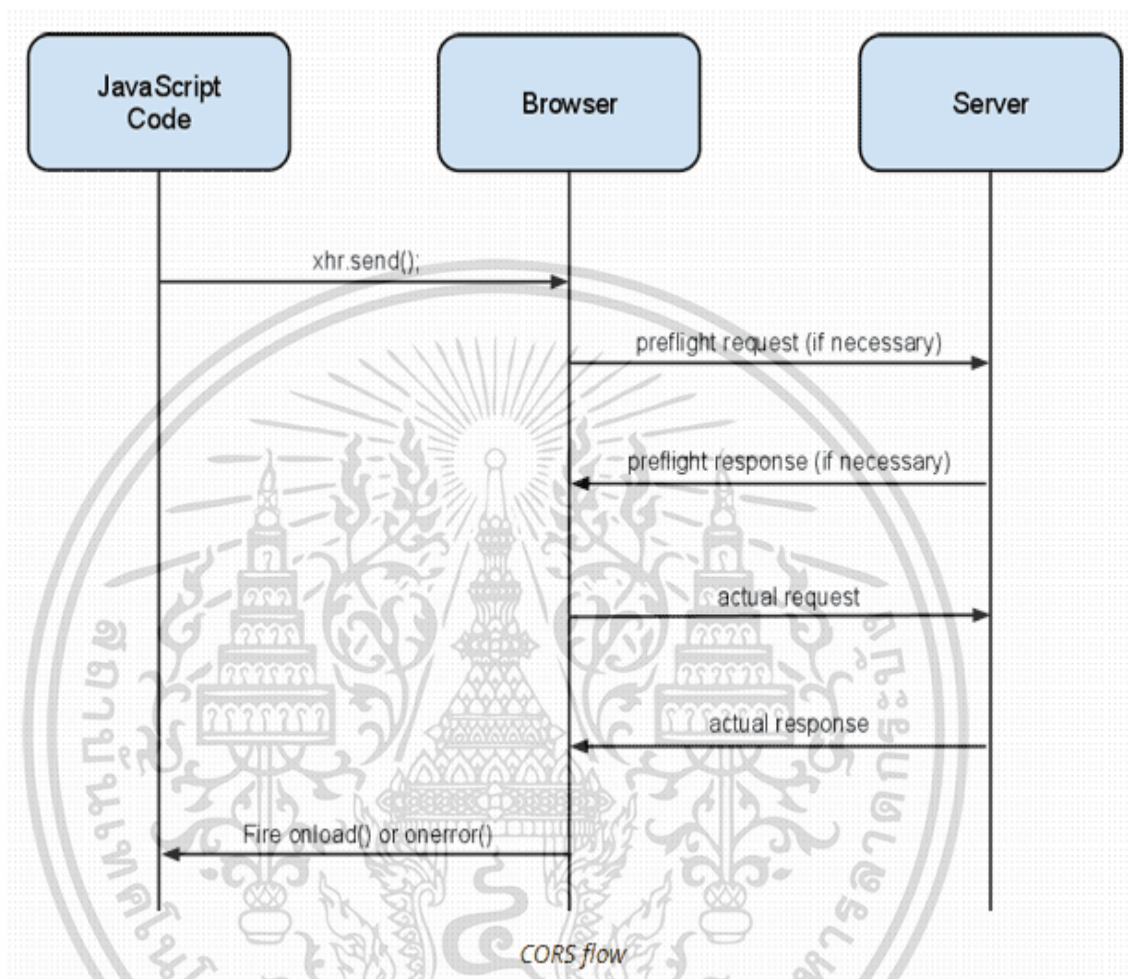 JavaScript
Code
Browser
Server
xhr.send();
preflight request (if necessary)
preflight response (if necessary)
actual request
actual response
Fire onload() or onerror()
CORS flow